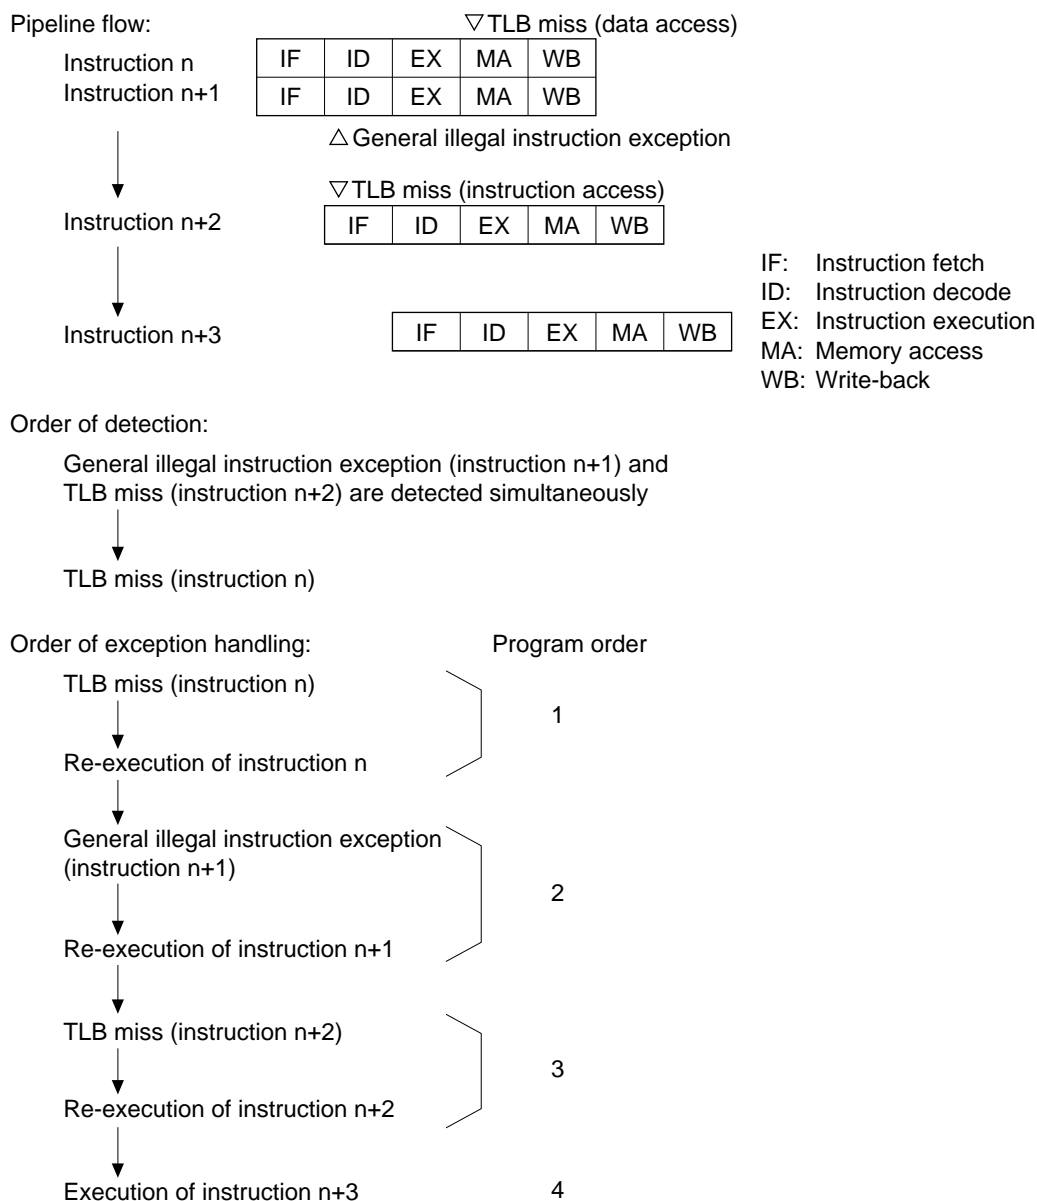 Pipeline flow:
▽TLB miss (data access)
Instruction n IF ID EX MA WB
Instruction n+1 IF ID EX MA WB
△General illegal instruction exception
▽TLB miss (instruction access)
Instruction n+2 IF ID EX MA WB
IF: Instruction fetch
ID: Instruction decode
EX: Instruction execution
MA: Memory access
WB: Write-back
Instruction n+3 IF ID EX MA WB
Order of detection:
General illegal instruction exception (instruction n+1) and
TLB miss (instruction n+2) are detected simultaneously
TLB miss (instruction n)
Order of exception handling: Program order
TLB miss (instruction n)
1
Re-execution of instruction n
General illegal instruction exception
(instruction n+1)
2
Re-execution of instruction n+1
TLB miss (instruction n+2)
3
Re-execution of instruction n+2
Execution of instruction n+3 4